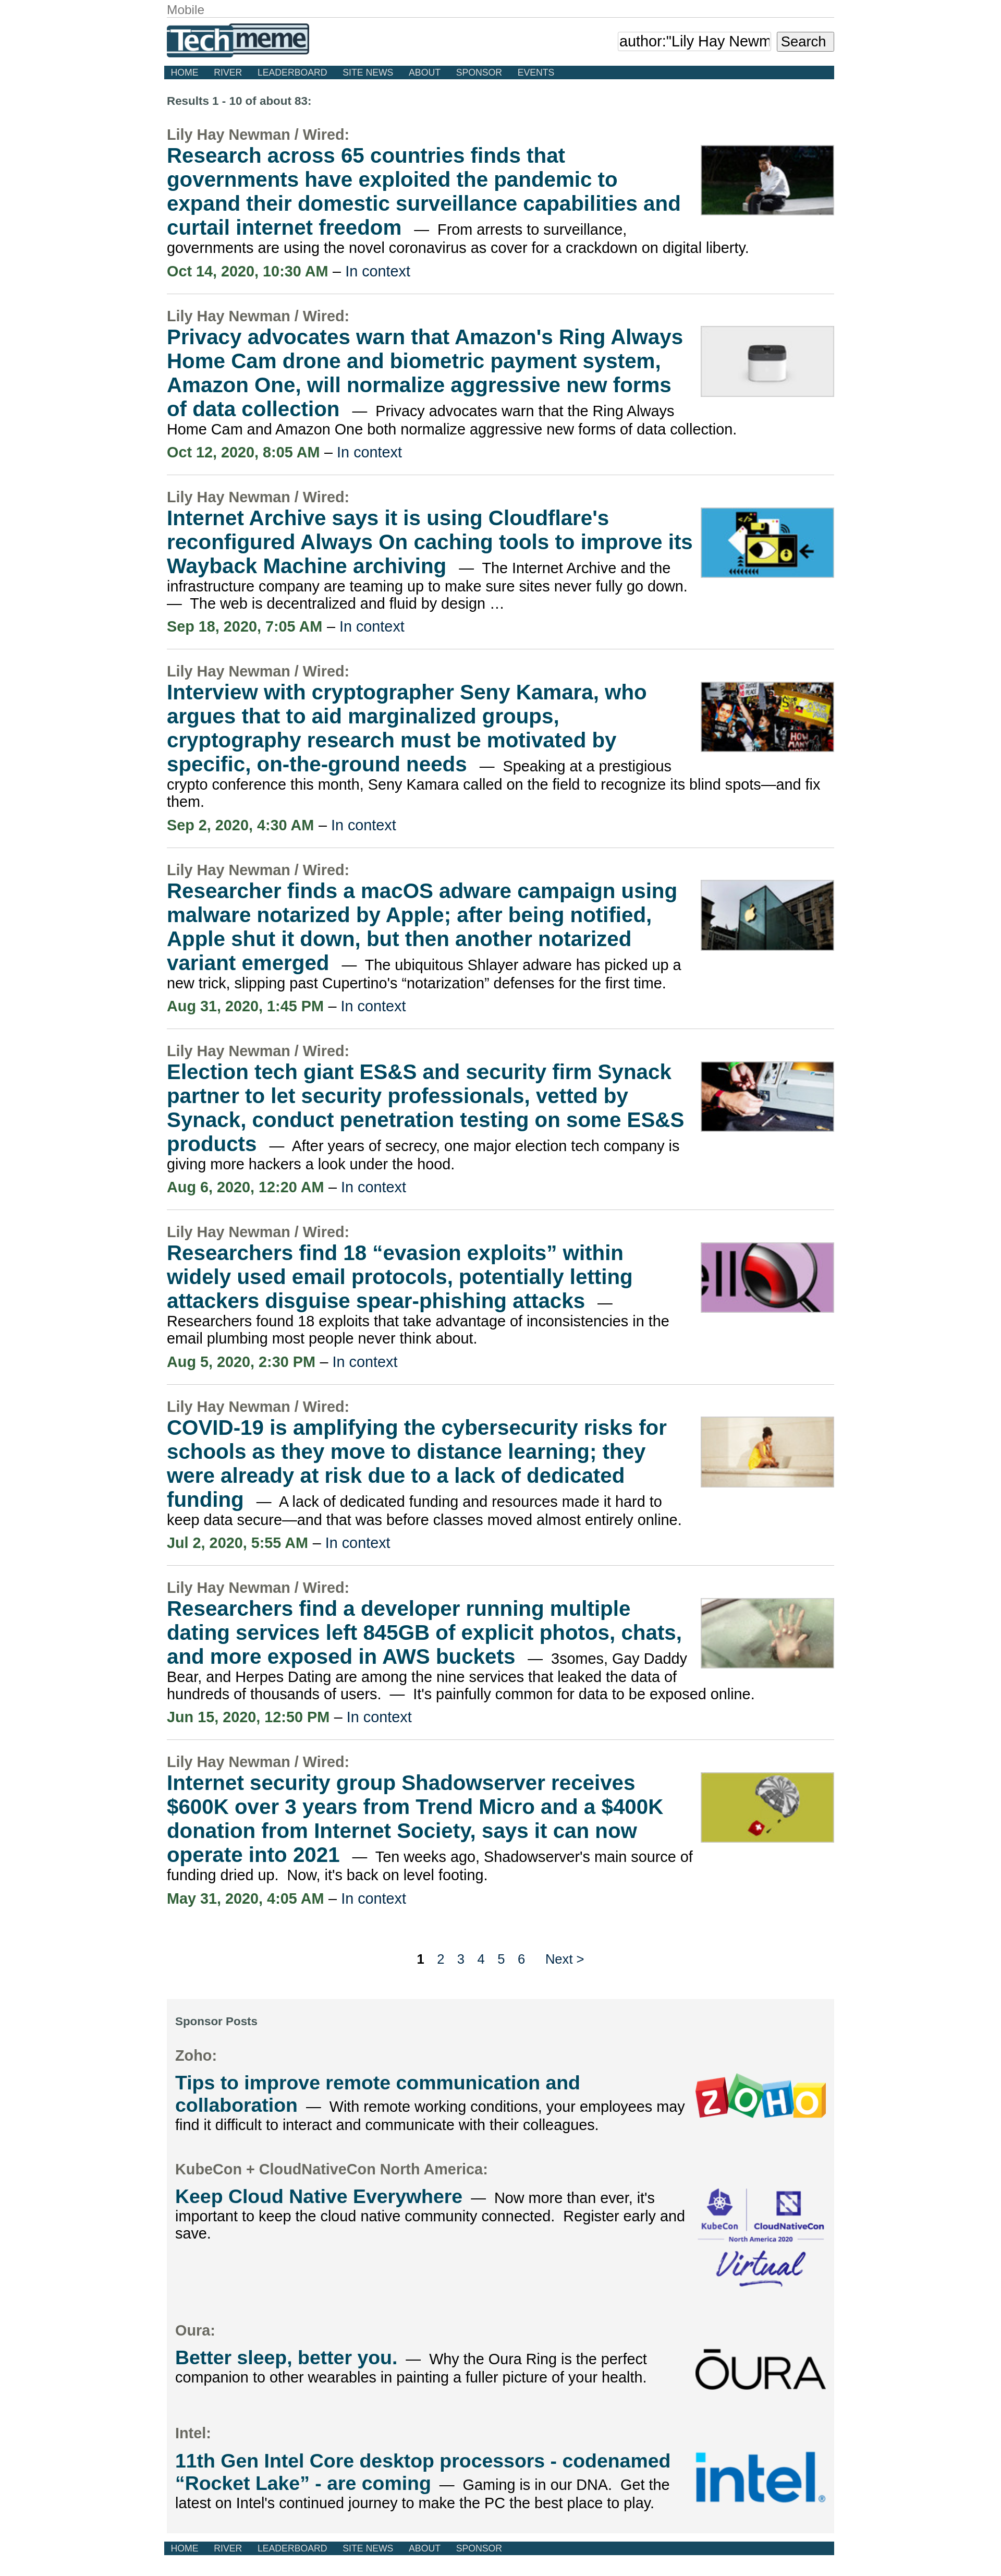 Mobile
Techmeme
author:"Lily Hay Newm
Search
HOME RIVER LEADERBOARD SITE NEWS ABOUT SPONSOR EVENTS
Results 1 - 10 of about 83:
Lily Hay Newman / Wired:
Research across 65 countries finds that
governments have exploited the pandemic to
expand their domestic surveillance capabilities and
curtail internet freedom — From arrests to surveillance,
governments are using the novel coronavirus as cover for a crackdown on digital liberty.
Oct 14, 2020, 10:30 AM – In context
Lily Hay Newman / Wired:
Privacy advocates warn that Amazon's Ring Always
Home Cam drone and biometric payment system,
Amazon One, will normalize aggressive new forms
of data collection — Privacy advocates warn that the Ring Always
Home Cam and Amazon One both normalize aggressive new forms of data collection.
Oct 12, 2020, 8:05 AM – In context
Lily Hay Newman / Wired:
Internet Archive says it is using Cloudflare's
reconfigured Always On caching tools to improve its
Wayback Machine archiving — The Internet Archive and the
infrastructure company are teaming up to make sure sites never fully go down.
— The web is decentralized and fluid by design …
Sep 18, 2020, 7:05 AM – In context
Lily Hay Newman / Wired:
Interview with cryptographer Seny Kamara, who
argues that to aid marginalized groups,
cryptography research must be motivated by
specific, on-the-ground needs — Speaking at a prestigious
crypto conference this month, Seny Kamara called on the field to recognize its blind spots—and fix
them.
Sep 2, 2020, 4:30 AM – In context
HOW
Lily Hay Newman / Wired:
Researcher finds a macOS adware campaign using
malware notarized by Apple; after being notified,
Apple shut it down, but then another notarized
variant emerged — The ubiquitous Shlayer adware has picked up a
new trick, slipping past Cupertino's “notarization” defenses for the first time.
Aug 31, 2020, 1:45 PM – In context
Lily Hay Newman / Wired:
Election tech giant ES&S and security firm Synack
partner to let security professionals, vetted by
Synack, conduct penetration testing on some ES&S
products — After years of secrecy, one major election tech company is
giving more hackers a look under the hood.
Aug 6, 2020, 12:20 AM – In context
Lily Hay Newman / Wired:
Researchers find 18 “evasion exploits” within
widely used email protocols, potentially letting
attackers disguise spear-phishing attacks —
Researchers found 18 exploits that take advantage of inconsistencies in the
email plumbing most people never think about.
Aug 5, 2020, 2:30 PM – In context
Lily Hay Newman / Wired:
COVID-19 is amplifying the cybersecurity risks for
schools as they move to distance learning; they
were already at risk due to a lack of dedicated
funding — A lack of dedicated funding and resources made it hard to
keep data secure—and that was before classes moved almost entirely online.
Jul 2, 2020, 5:55 AM – In context
Lily Hay Newman / Wired:
Researchers find a developer running multiple
dating services left 845GB of explicit photos, chats,
and more exposed in AWS buckets — 3somes, Gay Daddy
Bear, and Herpes Dating are among the nine services that leaked the data of
hundreds of thousands of users. — It's painfully common for data to be exposed online.
Jun 15, 2020, 12:50 PM – In context
Lily Hay Newman / Wired:
Internet security group Shadowserver receives
$600K over 3 years from Trend Micro and a $400K
donation from Internet Society, says it can now
operate into 2021 — Ten weeks ago, Shadowserver's main source of
funding dried up. Now, it's back on level footing.
May 31, 2020, 4:05 AM – In context
1 2 3 4 5 6 Next >
Sponsor Posts
Zoho:
Tips to improve remote communication and
collaboration — With remote working conditions, your employees may
find it difficult to interact and communicate with their colleagues.
ZOHO
KubeCon + CloudNativeCon North America:
Keep Cloud Native Everywhere — Now more than ever, it's
important to keep the cloud native community connected. Register early and
save.
KubeCon CloudNativeCon
North America 2020
Virtual
Oura:
Better sleep, better you. — Why the Oura Ring is the perfect
companion to other wearables in painting a fuller picture of your health.
ŌURA
Intel:
11th Gen Intel Core desktop processors - codenamed
“Rocket Lake” - are coming — Gaming is in our DNA. Get the
latest on Intel's continued journey to make the PC the best place to play.
intel®
HOME RIVER LEADERBOARD SITE NEWS ABOUT SPONSOR